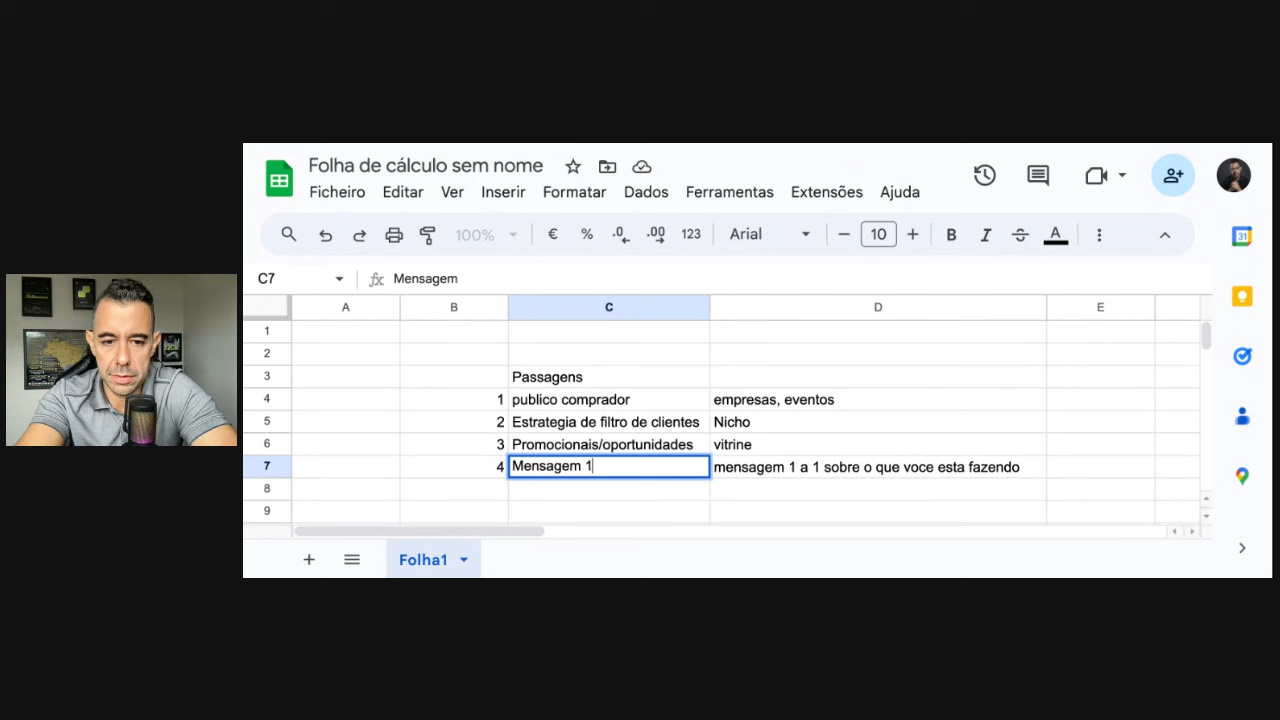 Folha de cálculo sem nome
Ficheiro Editar Ver Inserir Formatar Dados Ferramentas Extensões Ajuda
100% € % .0 .00 123 Arial 10 B I S A
31
C7 fx Mensagem
A B C D E
1
2
3 Passagens
4 1 publico comprador empresas, eventos
5 2 Estrategia de filtro de clientes Nicho
6 3 Promocionais/oportunidades vitrine
7 4 Mensagem 1 mensagem 1 a 1 sobre o que voce esta fazendo
8
9
Folha1